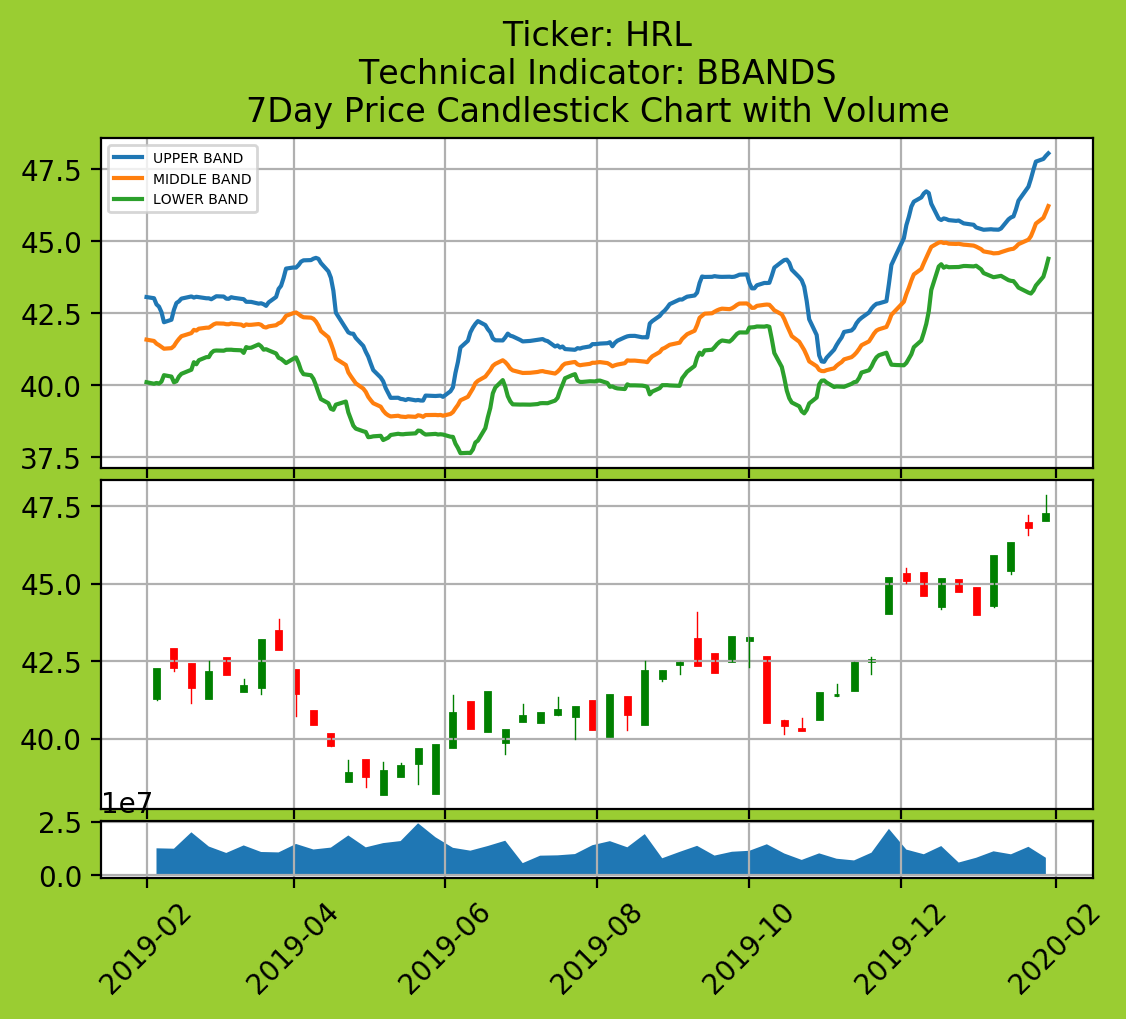 Ticker: HRL
Technical Indicator: BBANDS
7Day Price Candlestick Chart with Volume
47.5
45.0
42.5
40.0
37.5
UPPER BAND
MIDDLE BAND
LOWER BAND
47.5
45.0
42.5
40.0
1e7
2.5
0.0
2019-02
2019-04
2019-06
2019-08
2019-10
2019-12
2020-02